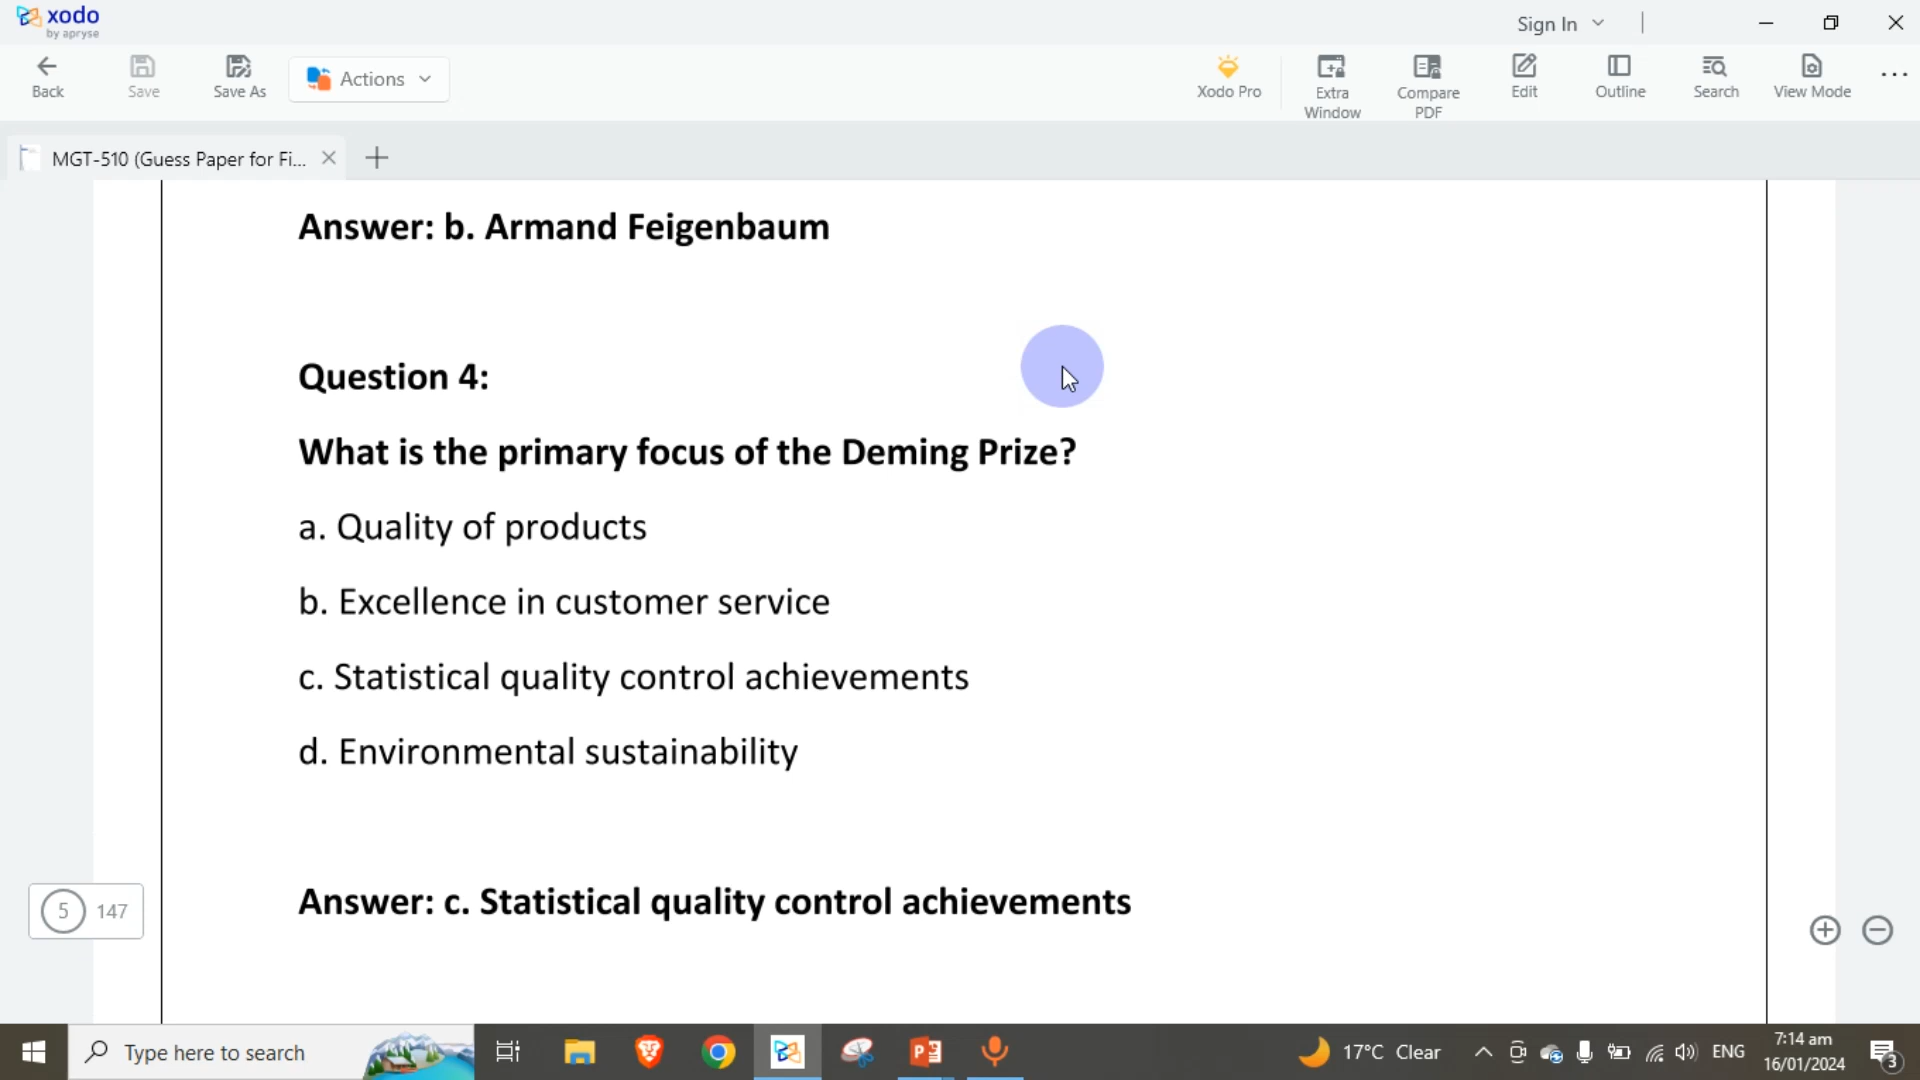 xodo
by apryse
Sign In
Back
Save
Save As
Actions
Xodo Pro
Extra Window
Compare PDF
Edit
Outline
Search
View Mode
MGT-510 (Guess Paper for Fi...
Answer: b. Armand Feigenbaum
Question 4:
What is the primary focus of the Deming Prize?
a. Quality of products
b. Excellence in customer service
c. Statistical quality control achievements
d. Environmental sustainability
Answer: c. Statistical quality control achievements
5 147
Type here to search
17°C Clear
ENG
7:14 am
16/01/2024
3